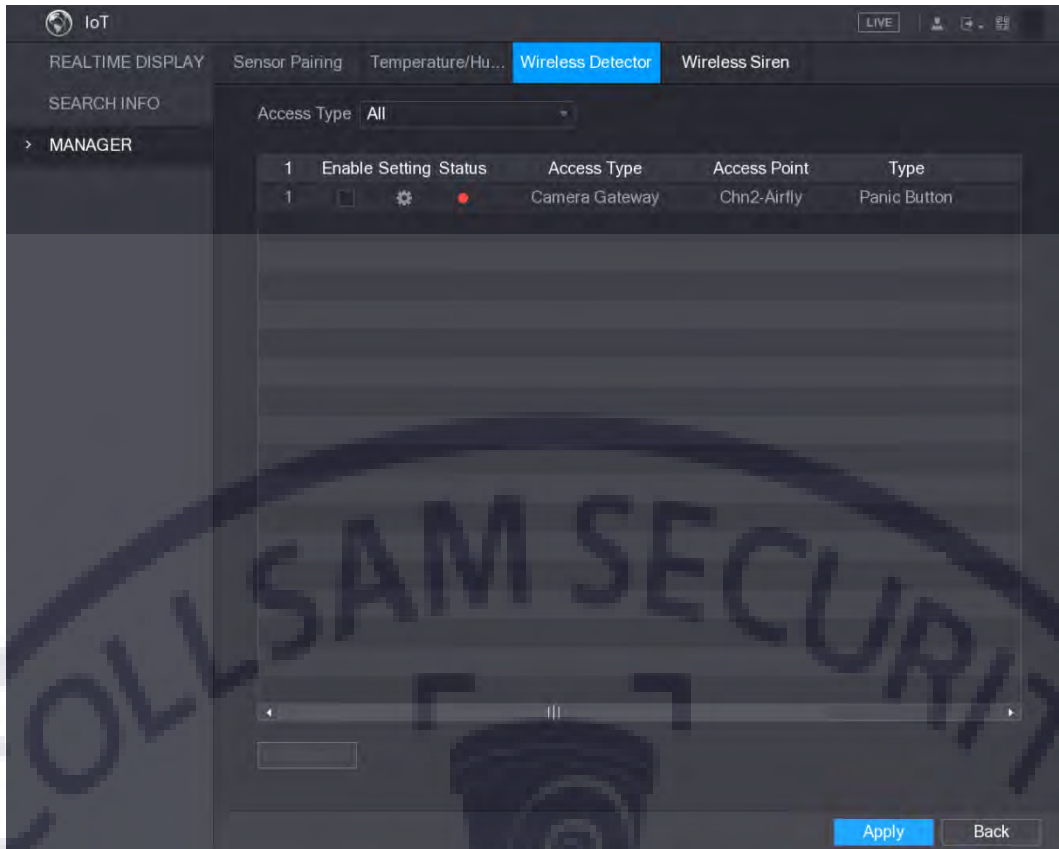 IoT
LIVE
REALTIME DISPLAY
SEARCH INFO
MANAGER
Sensor Pairing Temperature/Hu... Wireless Detector Wireless Siren
Access Type All
1 Enable Setting Status Access Type Access Point Type
1 Camera Gateway Chn2-Airfly Panic Button
COLLSAM SECURIT
Apply Back